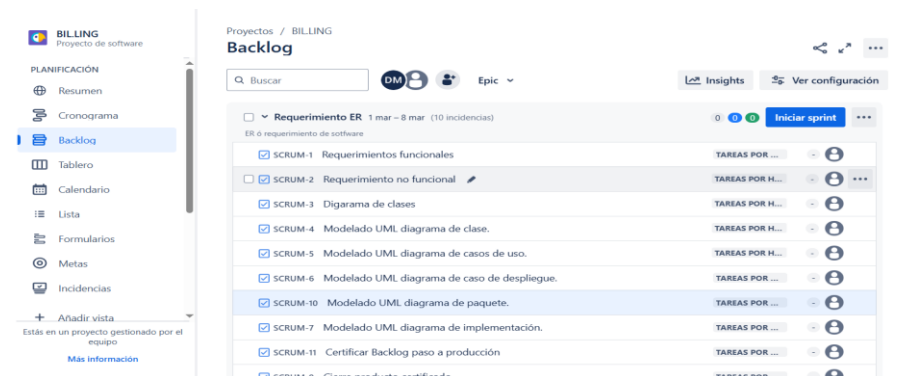 BIL.LING
Proyecto de software
PLANIFICACIÓN
Resumen
Cronograma
Backlog
Tablero
Calendario
Lista
Formularios
Metas
Incidencias
Añadir vista
Estás en un proyecto gestionado por el
equipo
Más información
Proyectos / BIL.LING
Backlog
Buscar
DM
Epic
Insights
Ver configuración
Requerimiento ER 1 mar – 8 mar (10 incidencias)
0 0 0 Iniciar sprint
ER ó requerimiento de sotfware
SCRUM-1 Requerimientos funcionales TAREAS POR ... -
SCRUM-2 Requerimiento no funcional TAREAS POR H... -
SCRUM-3 Digarama de clases TAREAS POR H... -
SCRUM-4 Modelado UML diagrama de clase. TAREAS POR H... -
SCRUM-5 Modelado UML diagrama de casos de uso. TAREAS POR H... -
SCRUM-6 Modelado UML diagrama de caso de despliegue. TAREAS POR ... -
SCRUM-10 Modelado UML diagrama de paquete. TAREAS POR ... -
SCRUM-7 Modelado UML diagrama de implementación. TAREAS POR ... -
SCRUM-11 Certificar Backlog paso a producción TAREAS POR ... -